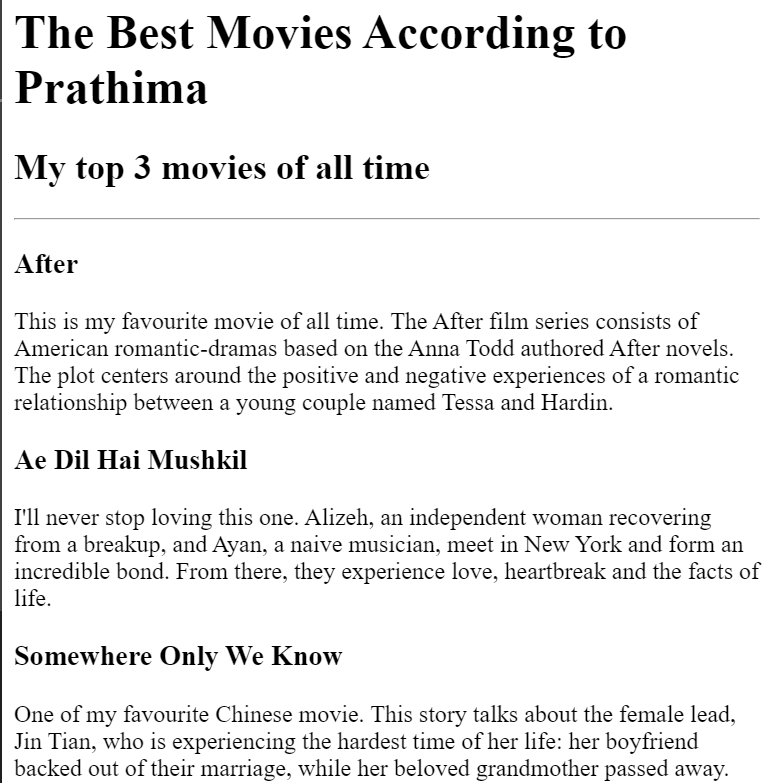 The Best Movies According to
Prathima
My top 3 movies of all time
After
This is my favourite movie of all time. The After film series consists of
American romantic-dramas based on the Anna Todd authored After novels.
The plot centers around the positive and negative experiences of a romantic
relationship between a young couple named Tessa and Hardin.
Ae Dil Hai Mushkil
I'll never stop loving this one. Alizeh, an independent woman recovering
from a breakup, and Ayan, a naive musician, meet in New York and form an
incredible bond. From there, they experience love, heartbreak and the facts of
life.
Somewhere Only We Know
One of my favourite Chinese movie. This story talks about the female lead,
Jin Tian, who is experiencing the hardest time of her life: her boyfriend
backed out of their marriage, while her beloved grandmother passed away.